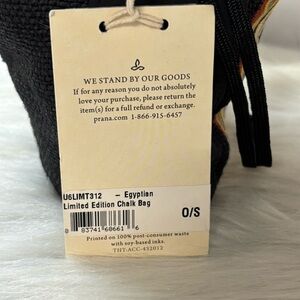 WE STAND BY OUR GOODS
If for any reason you do not absolutely
love your purchase, please return the
item(s) for a full refund or exchange.
prana.com 1-866-915-6457
U6LIMT312 - Egyptian
Limited Edition Chalk Bag
O/S
0 83741 60661 6
Printed on 100% post-consumer waste
with soy-based inks.
THT-ACC-432012